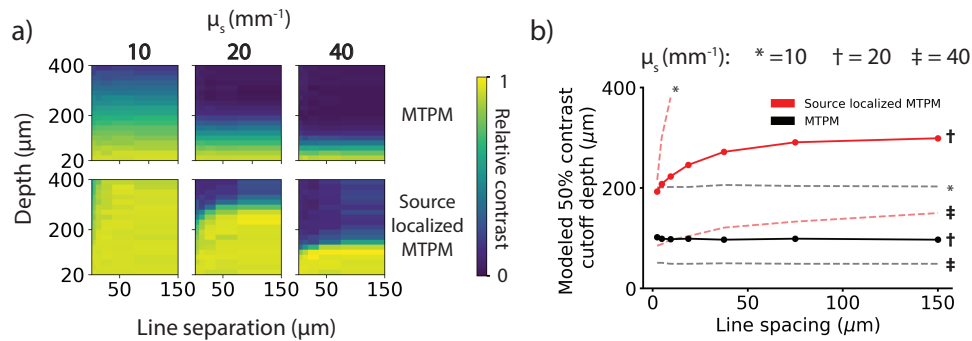 a)
μs (mm-1)
10 20 40
400
200
20
MTPM
400
200
20
Source
localized
MTPM
50 150 50 150 50 150
Depth (μm)
Line separation (μm)
1
Relative contrast
0
b)
μs (mm-1): * =10 † = 20 ‡ = 40
400
300
200
100
0
Modeled 50% contrast
cutoff depth (μm)
Source localized MTPM
MTPM
*
†
*
‡
†
‡
0 50 100 150
Line spacing (μm)